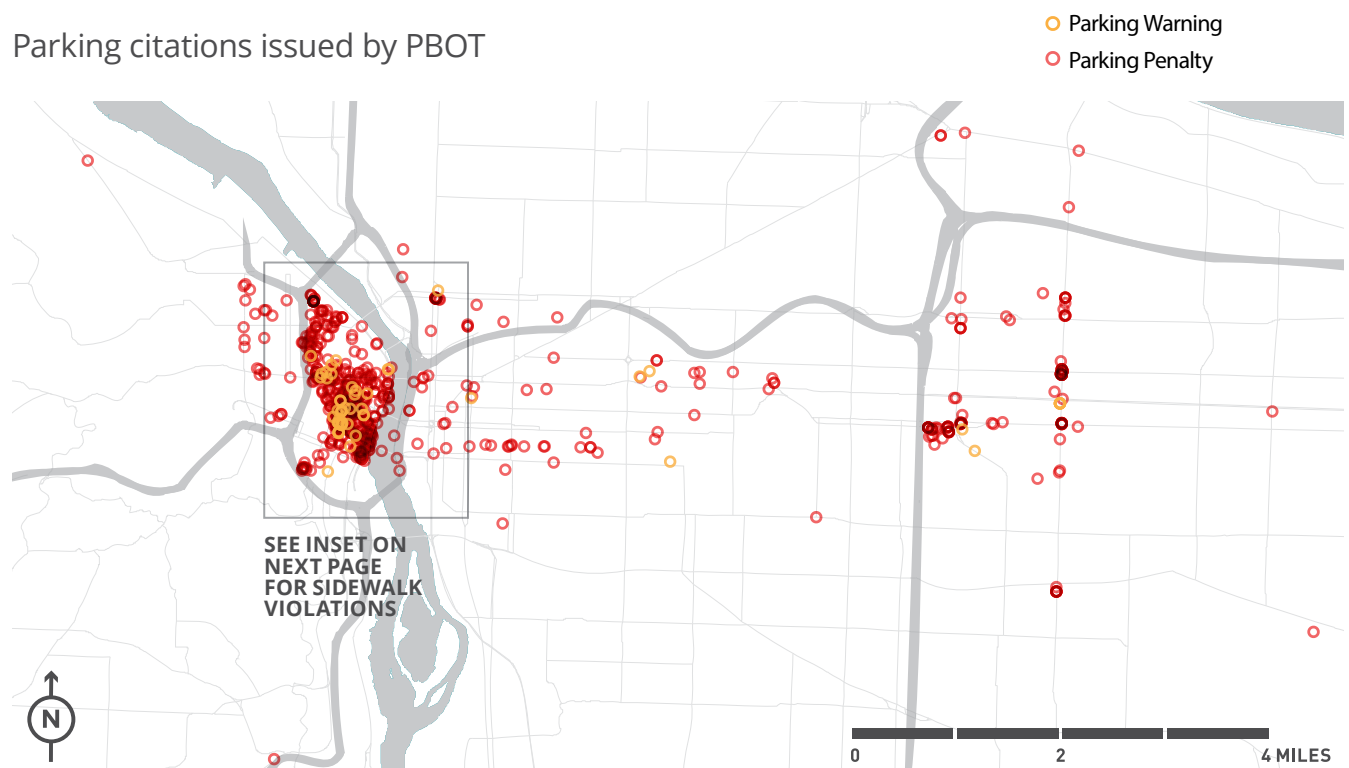 Parking citations issued by PBOT
Parking Warning
Parking Penalty
SEE INSET ON
NEXT PAGE
FOR SIDEWALK
VIOLATIONS
N
0 2 4 MILES